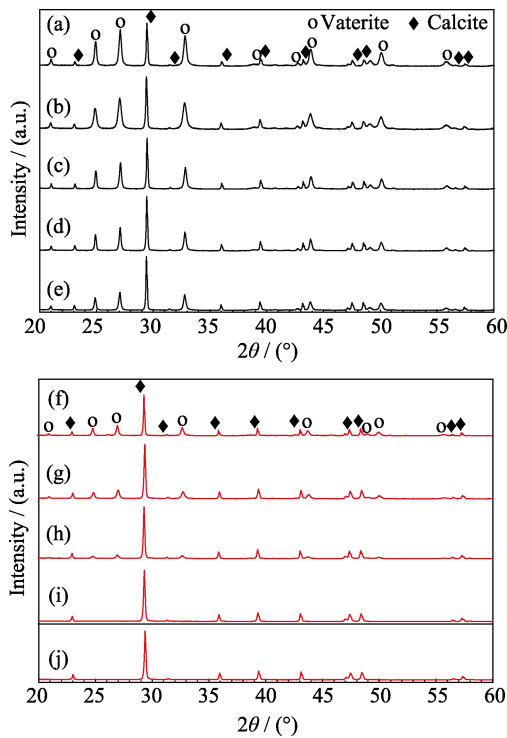 (a) o Vaterite ♦ Calcite
(b)
(c)
(d)
(e)
Intensity / (a.u.)
20 25 30 35 40 45 50 55 60
2θ / (°)
(f)
(g)
(h)
(i)
(j)
Intensity / (a.u.)
20 25 30 35 40 45 50 55 60
2θ / (°)